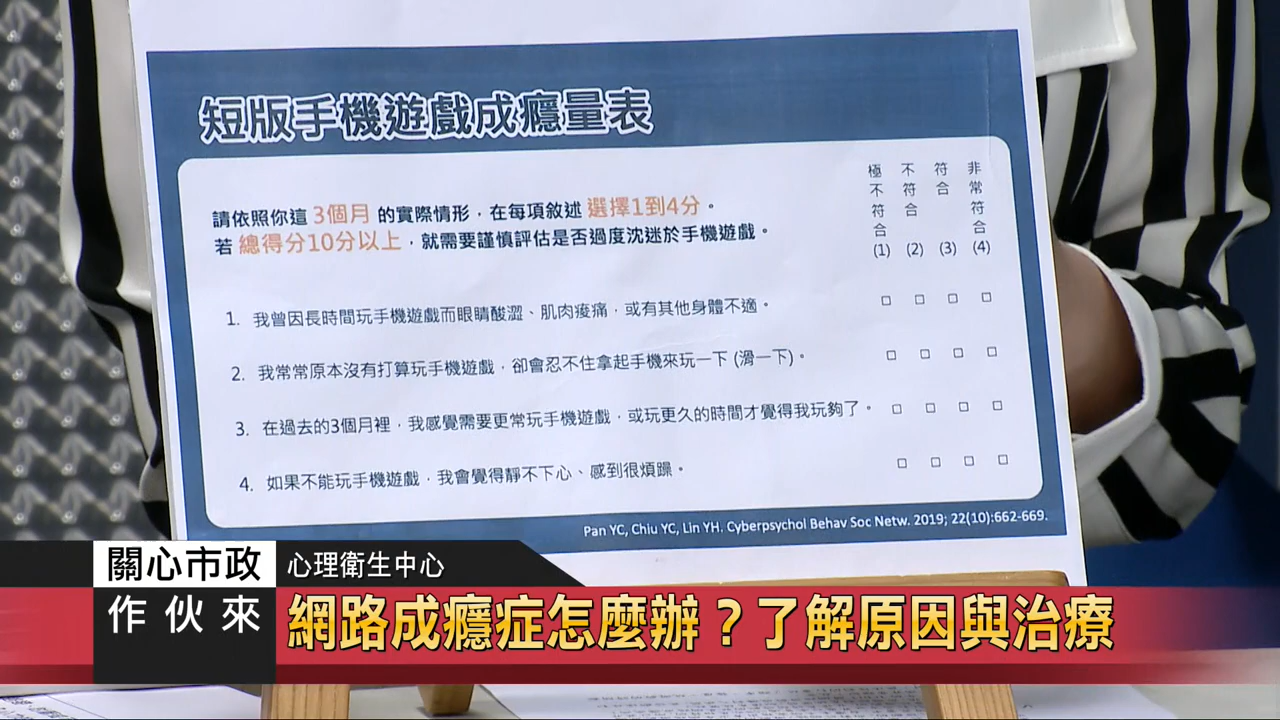 短版手機遊戲成癮量表
請依照你這 3個月 的實際情形，在每項敘述 選擇1到4分。
若 總得分10分以上，就需要謹慎評估是否過度沈迷於手機遊戲。
極不符合 不符合 符合 非常符合
(1) (2) (3) (4)
1. 我曾因長時間玩手機遊戲而眼睛酸澀、肌肉痠痛，或有其他身體不適。
2. 我常常原本沒有打算玩手機遊戲，卻會忍不住拿起手機來玩一下 (滑一下)。
3. 在過去的3個月裡，我感覺需要更常玩手機遊戲，或玩更久的時間才覺得我玩夠了。
4. 如果不能玩手機遊戲，我會覺得靜不下心、感到很煩躁。
Pan YC, Chiu YC, Lin YH. Cyberpsychol Behav Soc Netw. 2019; 22(10):662-669.
關心市政 心理衛生中心
作伙來 網路成癮症怎麼辦？了解原因與治療